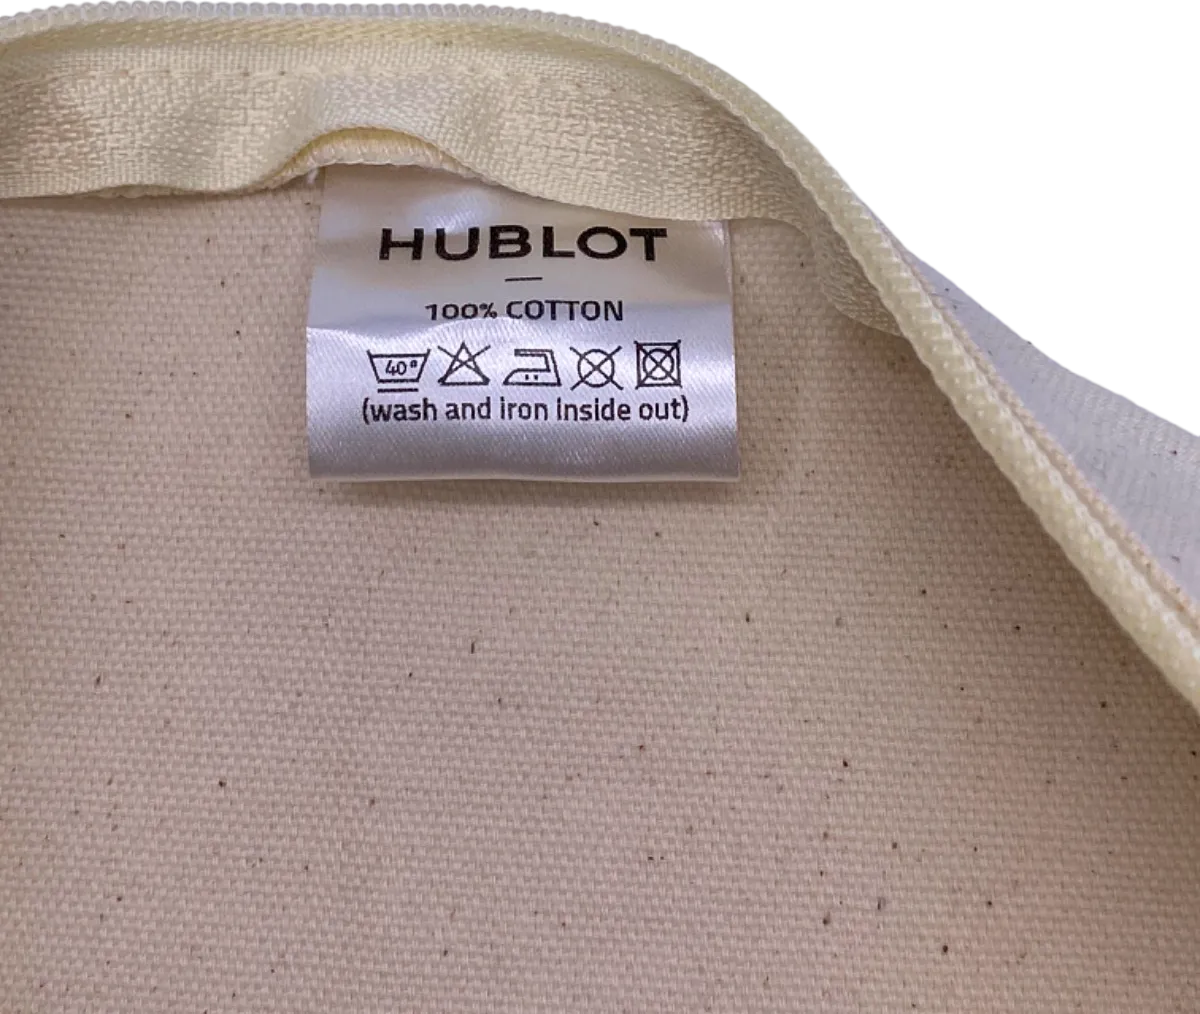 HUBLOT
100% COTTON
40°
(wash and iron inside out)